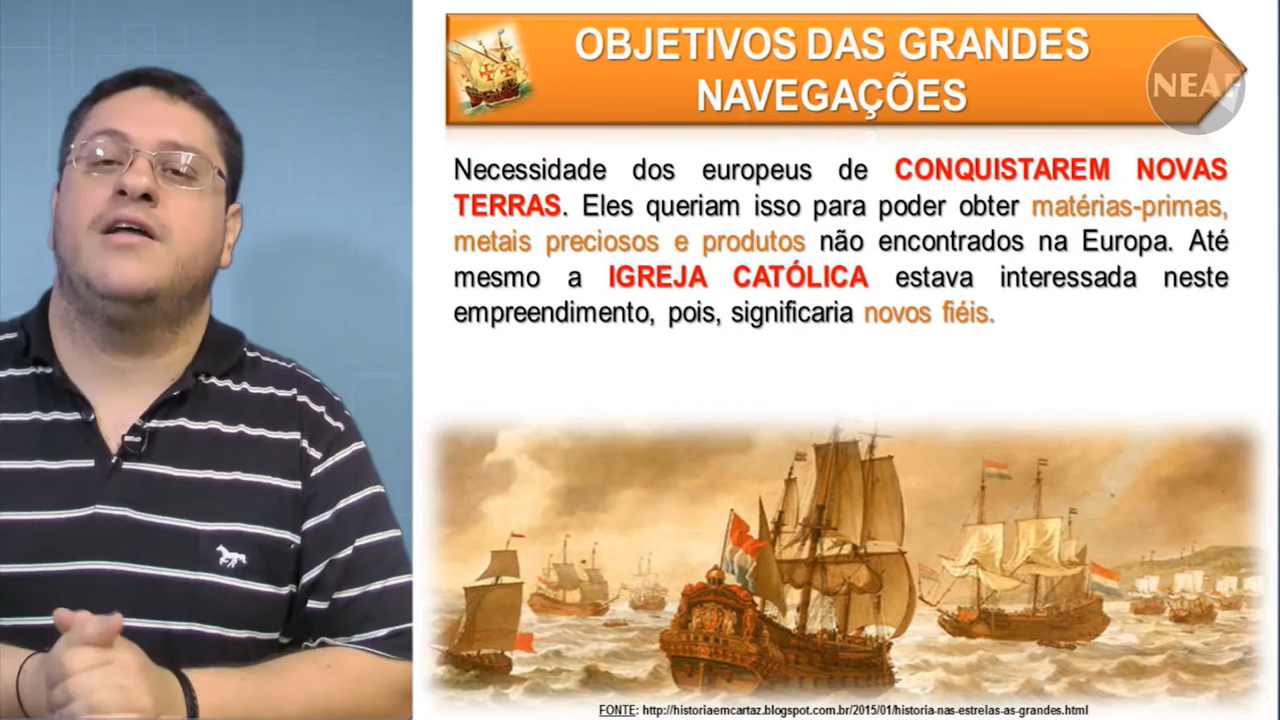 OBJETIVOS DAS GRANDES
NAVEGAÇÕES
NEAF
Necessidade dos europeus de CONQUISTAREM NOVAS
TERRAS. Eles queriam isso para poder obter matérias-primas,
metais preciosos e produtos não encontrados na Europa. Até
mesmo a IGREJA CATÓLICA estava interessada neste
empreendimento, pois, significaria novos fiéis.
FONTE: http://historiaemcartaz.blogspot.com.br/2015/01/historia-nas-estrelas-as-grandes.html